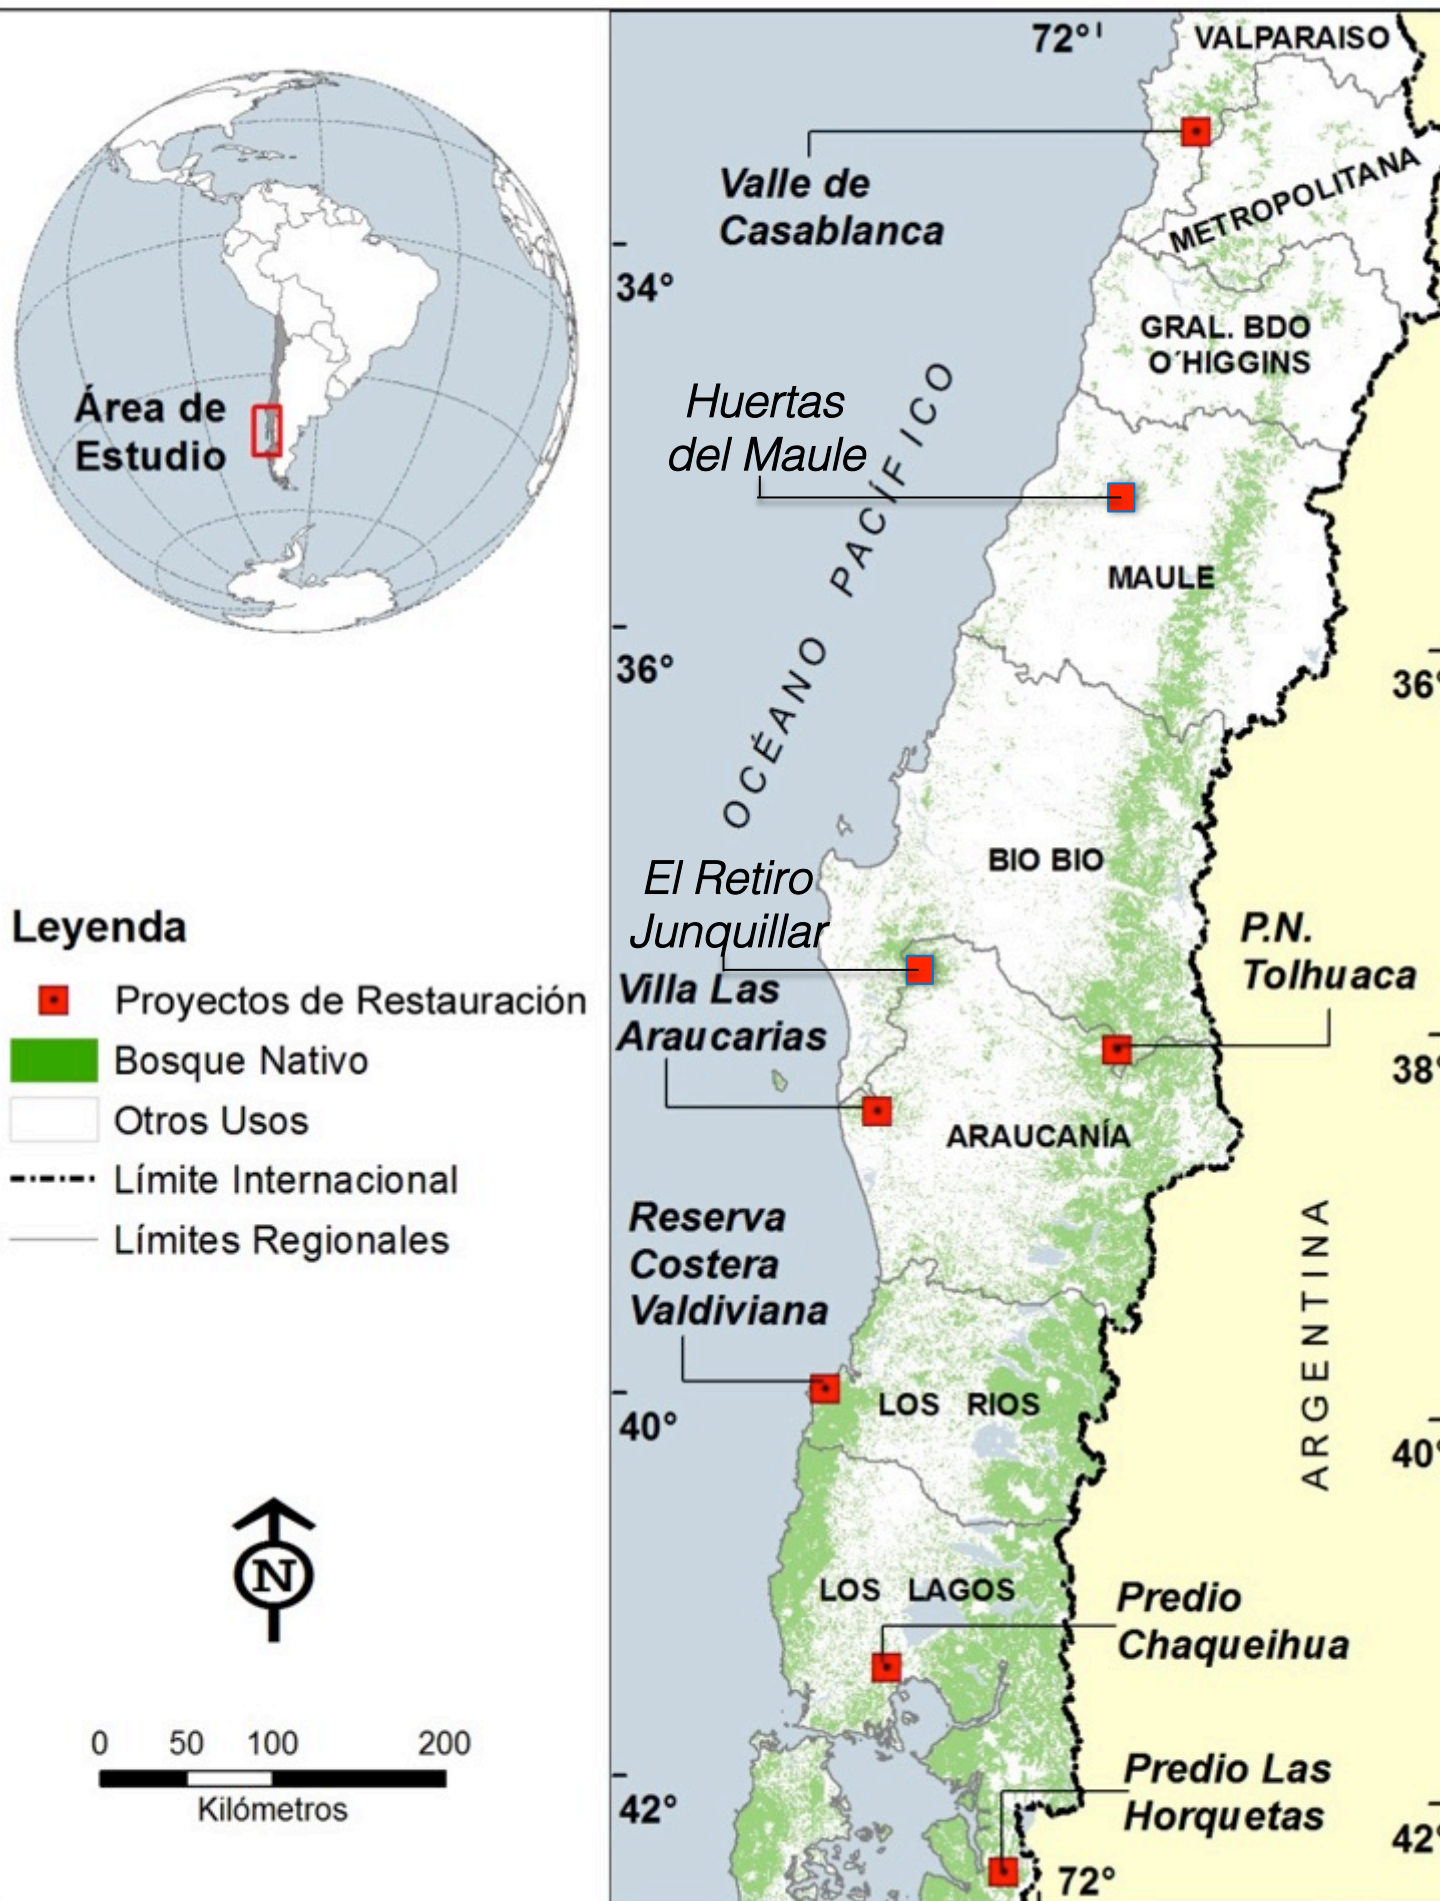 72°
VALPARAISO
Valle de
Casablanca
METROPOLITANA
34°
GRAL. BDO
O´HIGGINS
Área de
Estudio
Huertas
del Maule
OCÉANO PACÍFICO
MAULE
36°
36°
BIO BIO
El Retiro
Junquillar
P.N.
Tolhuaca
Villa Las
Araucarias
38°
ARAUCANÍA
Leyenda
Proyectos de Restauración
Bosque Nativo
Otros Usos
Límite Internacional
Límites Regionales
Reserva
Costera
Valdiviana
ARGENTINA
LOS RIOS
40°
40°
N
LOS LAGOS
Predio
Chaqueihua
0 50 100 200
Kilómetros
Predio Las
Horquetas
42°
42°
72°